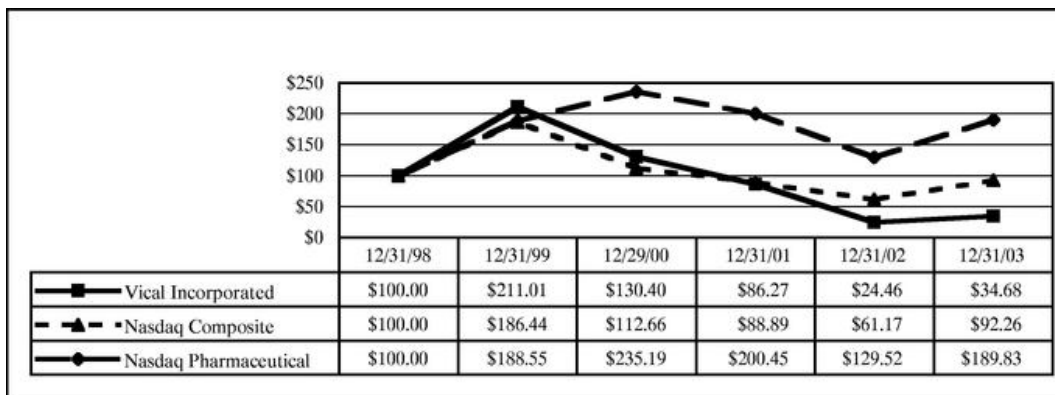 $250
$200
$150
$100
$50
$0
12/31/98 12/31/99 12/29/00 12/31/01 12/31/02 12/31/03
Vical Incorporated $100.00 $211.01 $130.40 $86.27 $24.46 $34.68
Nasdaq Composite $100.00 $186.44 $112.66 $88.89 $61.17 $92.26
Nasdaq Pharmaceutical $100.00 $188.55 $235.19 $200.45 $129.52 $189.83